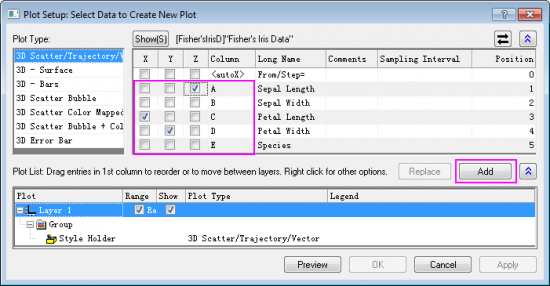 Plot Setup: Select Data to Create New Plot
Plot Type:
Show(S)
[Fisher'sIrisD]"Fisher's Iris Data"
3D Scatter/Trajectory/Ve
3D - Surface
3D - Bars
3D Scatter Bubble
3D Scatter Color Mapped
3D Scatter Bubble + Colo
3D Error Bar
X Y Z Column Long Name Comments Sampling Interval Position
<autoX> From/Step= 0
A Sepal Length 1
B Sepal Width 2
C Petal Length 3
D Petal Width 4
E Species 5
Plot List: Drag entries in 1st column to reorder or to move between layers. Right click for other options.
Replace
Add
Plot Range Show Plot Type Legend
Layer 1 Re
Group
Style Holder 3D Scatter/Trajectory/Vector
Preview OK Cancel Apply